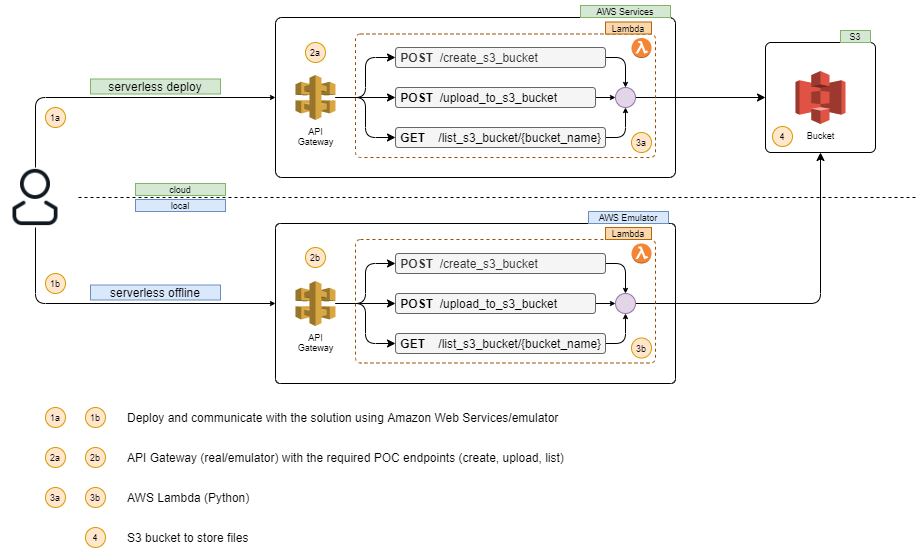 AWS Services
Lambda
S3
2a
POST /create_s3_bucket
serverless deploy
API
Gateway
POST /upload_to_s3_bucket
1a
GET /list_s3_bucket/{bucket_name}
3a
4
Bucket
cloud
local
AWS Emulator
Lambda
2b
POST /create_s3_bucket
1b
serverless offline
API
Gateway
POST /upload_to_s3_bucket
GET /list_s3_bucket/{bucket_name}
3b
1a 1b Deploy and communicate with the solution using Amazon Web Services/emulator
2a 2b API Gateway (real/emulator) with the required POC endpoints (create, upload, list)
3a 3b AWS Lambda (Python)
4 S3 bucket to store files